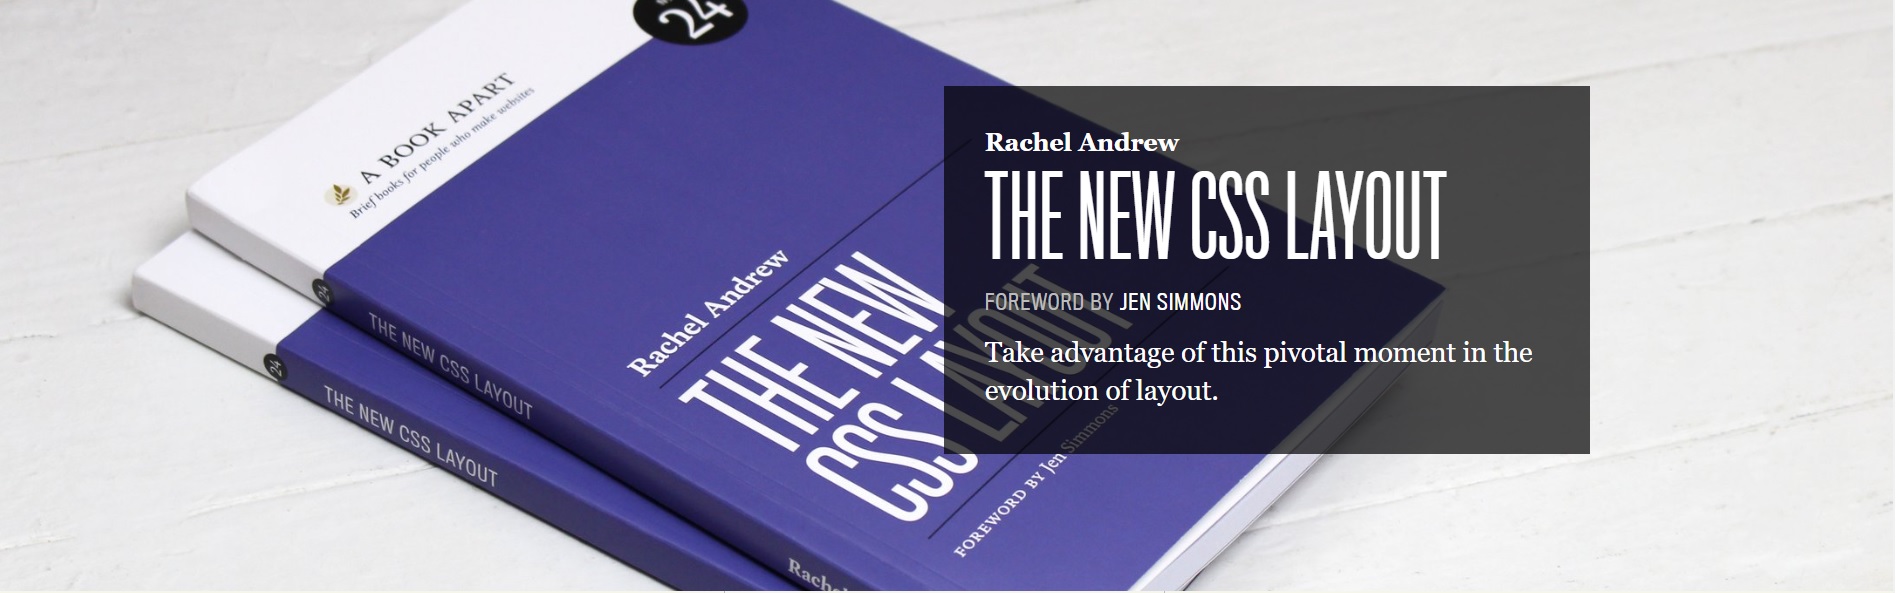 24
A BOOK APART
Brief books for people who make websites
Rachel Andrew
THE NEW
CSS LAYOUT
FOREWORD BY Jen Simmons
24
THE NEW CSS LAYOUT
24
THE NEW CSS LAYOUT
Rachel Andrew
THE NEW CSS LAYOUT
FOREWORD BY JEN SIMMONS
Take advantage of this pivotal moment in the
evolution of layout.